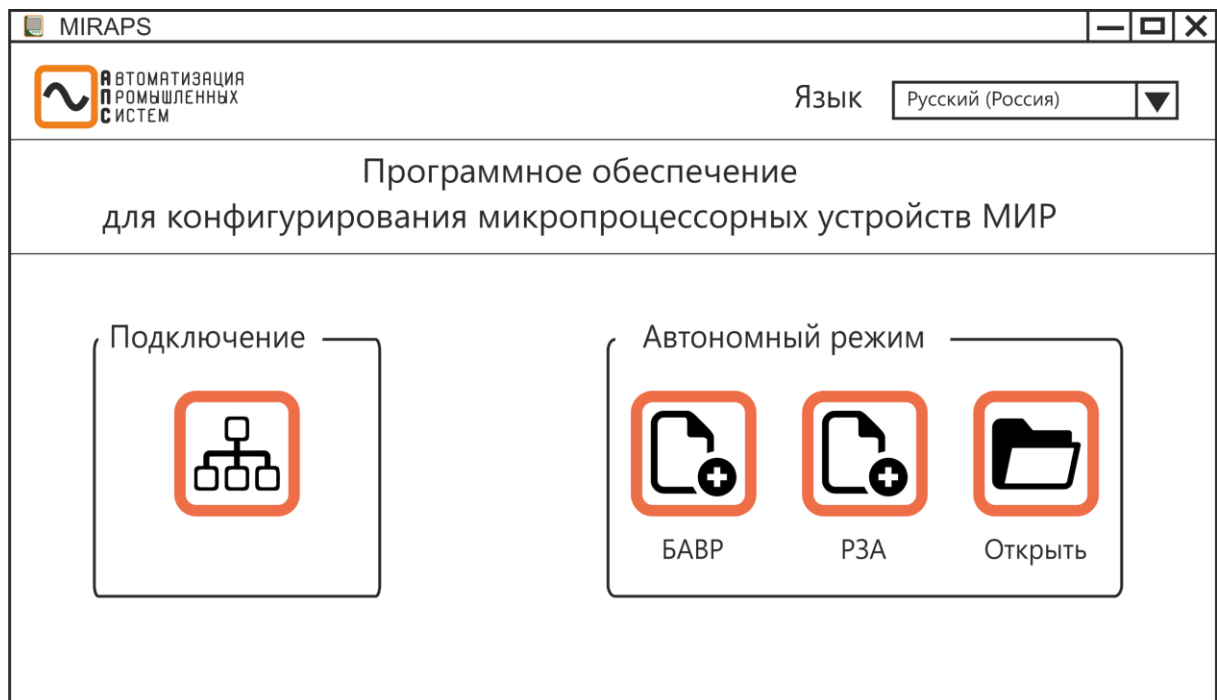 MIRAPS
АВТОМАТИЗАЦИЯ
ПРОМЫШЛЕННЫХ
СИСТЕМ
Язык
Русский (Россия)
Программное обеспечение
для конфигурирования микропроцессорных устройств МИР
Подключение
Автономный режим
БАВР
РЗА
Открыть